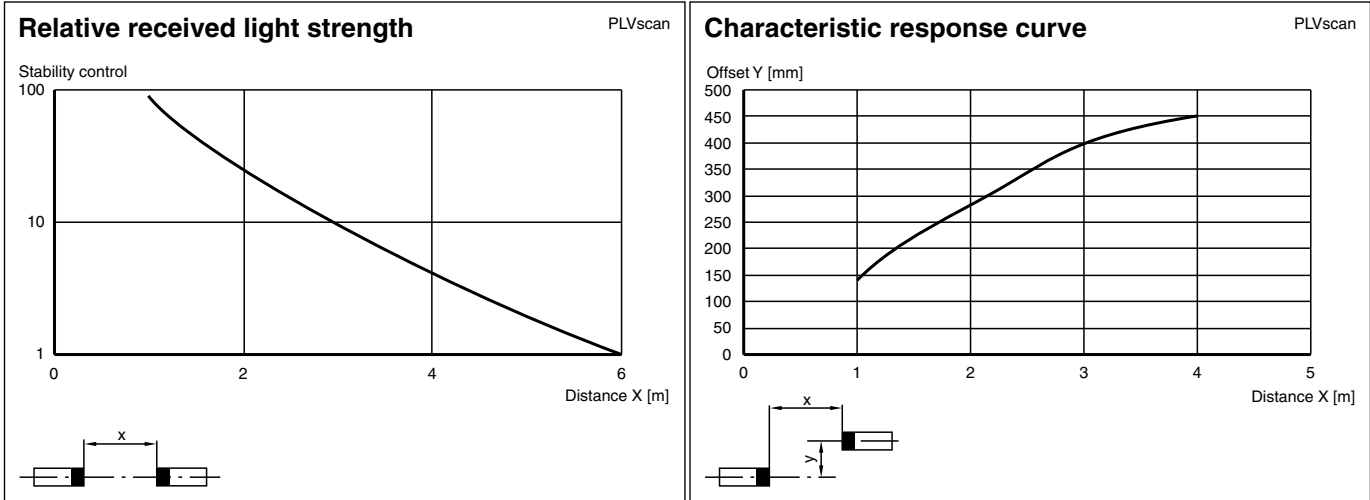 Relative received light strength PLVscan
Stability control
100
10
1
0 2 4 6
Distance X [m]
x
Characteristic response curve PLVscan
Offset Y [mm]
500
450
400
350
300
250
200
150
100
50
0
0 1 2 3 4 5
Distance X [m]
x
y